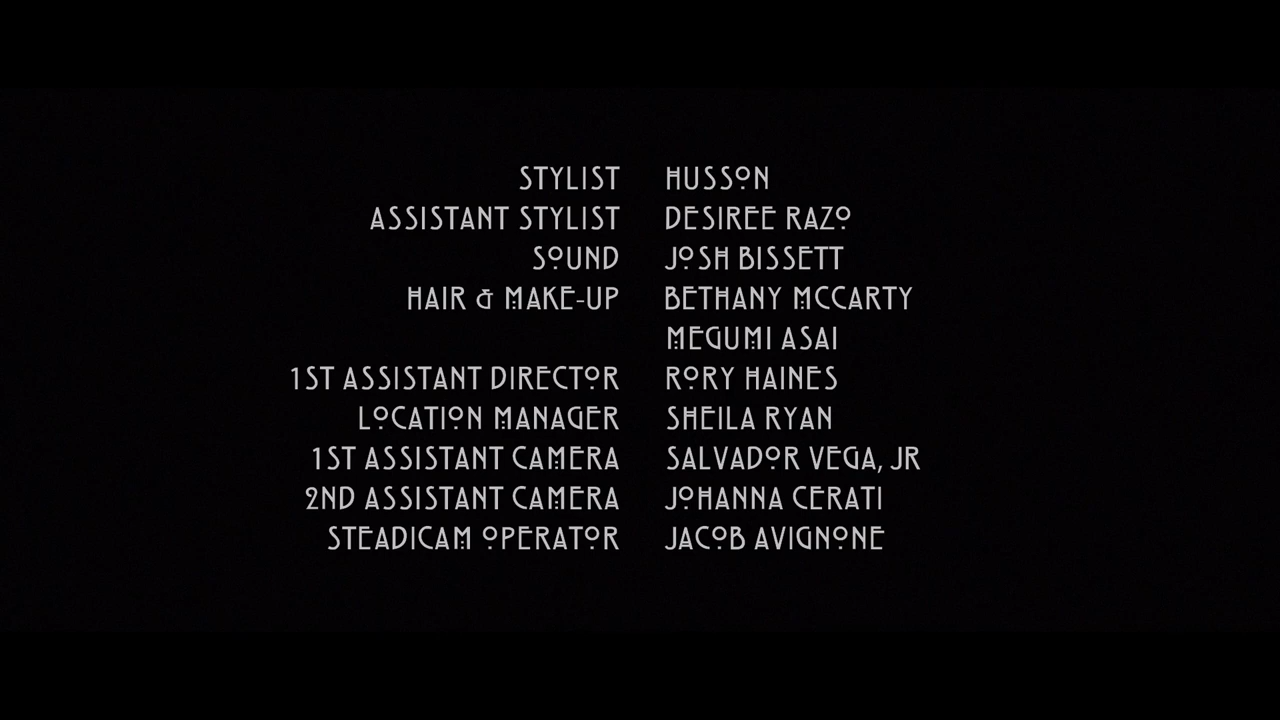 STYLIST HUSSON
ASSISTANT STYLIST DESIREE RAZO
SOUND JOSH BISSETT
HAIR & MAKE-UP BETHANY MCCARTY
MEGUMI ASAI
1ST ASSISTANT DIRECTOR RORY HAINES
LOCATION MANAGER SHEILA RYAN
1ST ASSISTANT CAMERA SALVADOR VEGA, JR
2ND ASSISTANT CAMERA JOHANNA CERATI
STEADICAM OPERATOR JACOB AVIGNONE